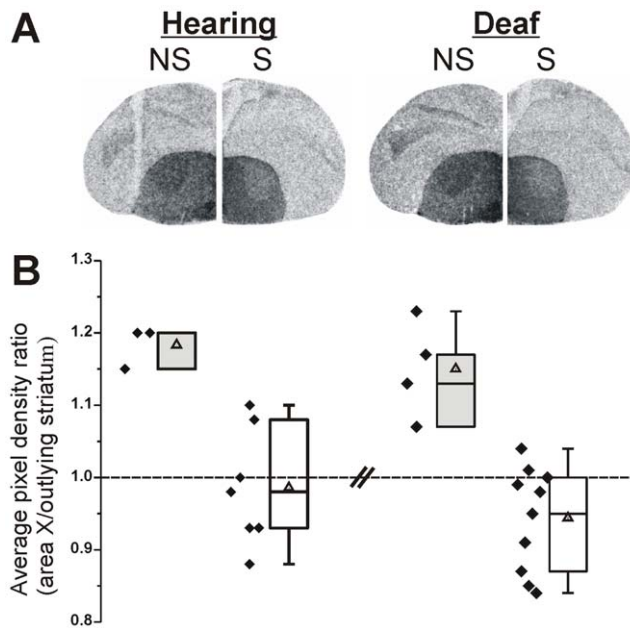 A
Hearing
Deaf
NS S
NS S
B
Average pixel density ratio
(area X/outlying striatum)
1.3
1.2
1.1
1.0
0.9
0.8